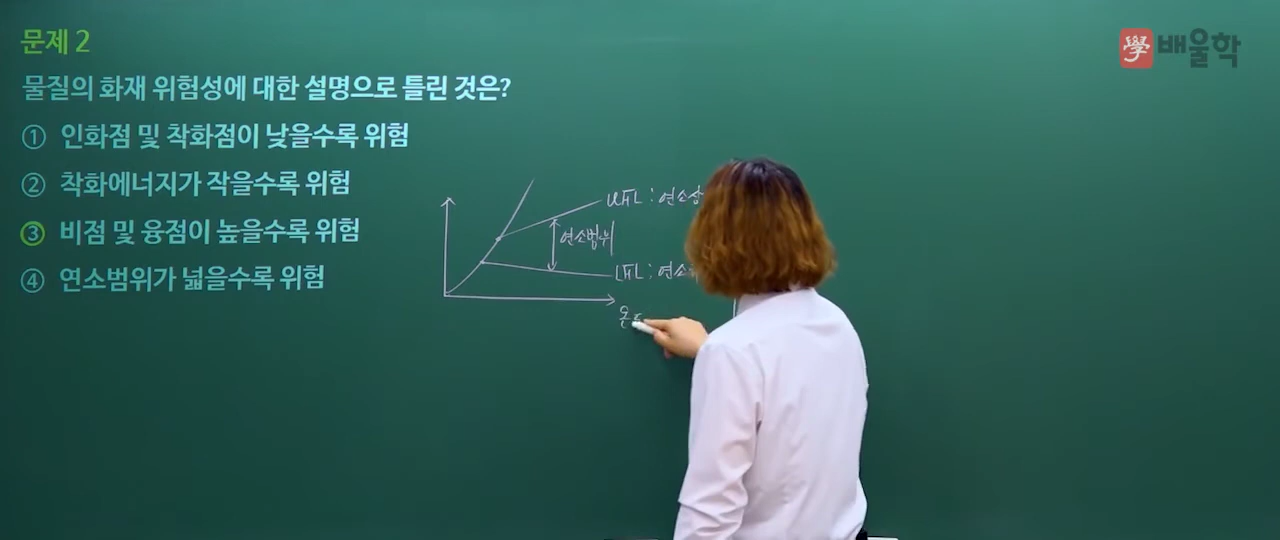 문제 2
學 배울학
물질의 화재 위험성에 대한 설명으로 틀린 것은?
① 인화점 및 착화점이 낮을수록 위험
② 착화에너지가 작을수록 위험
③ 비점 및 융점이 높을수록 위험
④ 연소범위가 넓을수록 위험
UFL : 연소상
연소범위
LFL : 연소
온도